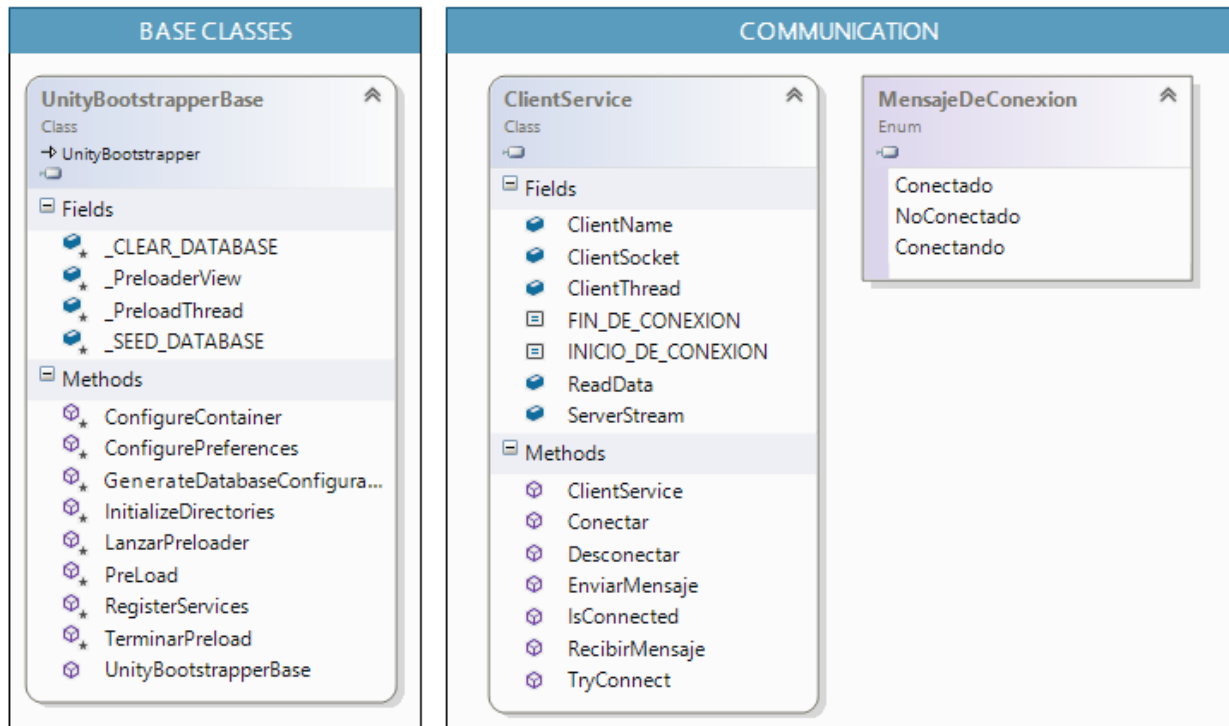 BASE CLASSES
UnityBootstrapperBase
Class
UnityBootstrapper
Fields
_CLEAR_DATABASE
_PreloaderView
_PreloadThread
_SEED_DATABASE
Methods
ConfigureContainer
ConfigurePreferences
GenerateDatabaseConfigura...
InitializeDirectories
LanzarPreloader
PreLoad
RegisterServices
TerminarPreload
UnityBootstrapperBase
COMMUNICATION
ClientService
Class
Fields
ClientName
ClientSocket
ClientThread
FIN_DE_CONEXION
INICIO_DE_CONEXION
ReadData
ServerStream
Methods
ClientService
Conectar
Desconectar
EnviarMensaje
IsConnected
RecibirMensaje
TryConnect
MensajeDeConexion
Enum
Conectado
NoConectado
Conectando